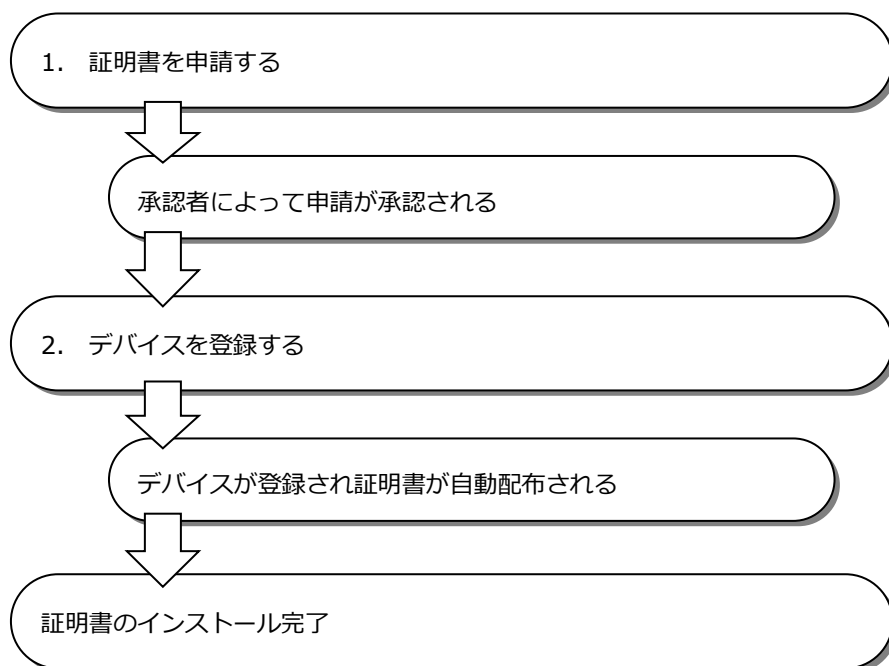 1. 証明書を申請する
承認者によって申請が承認される
2. デバイスを登録する
デバイスが登録され証明書が自動配布される
証明書のインストール完了